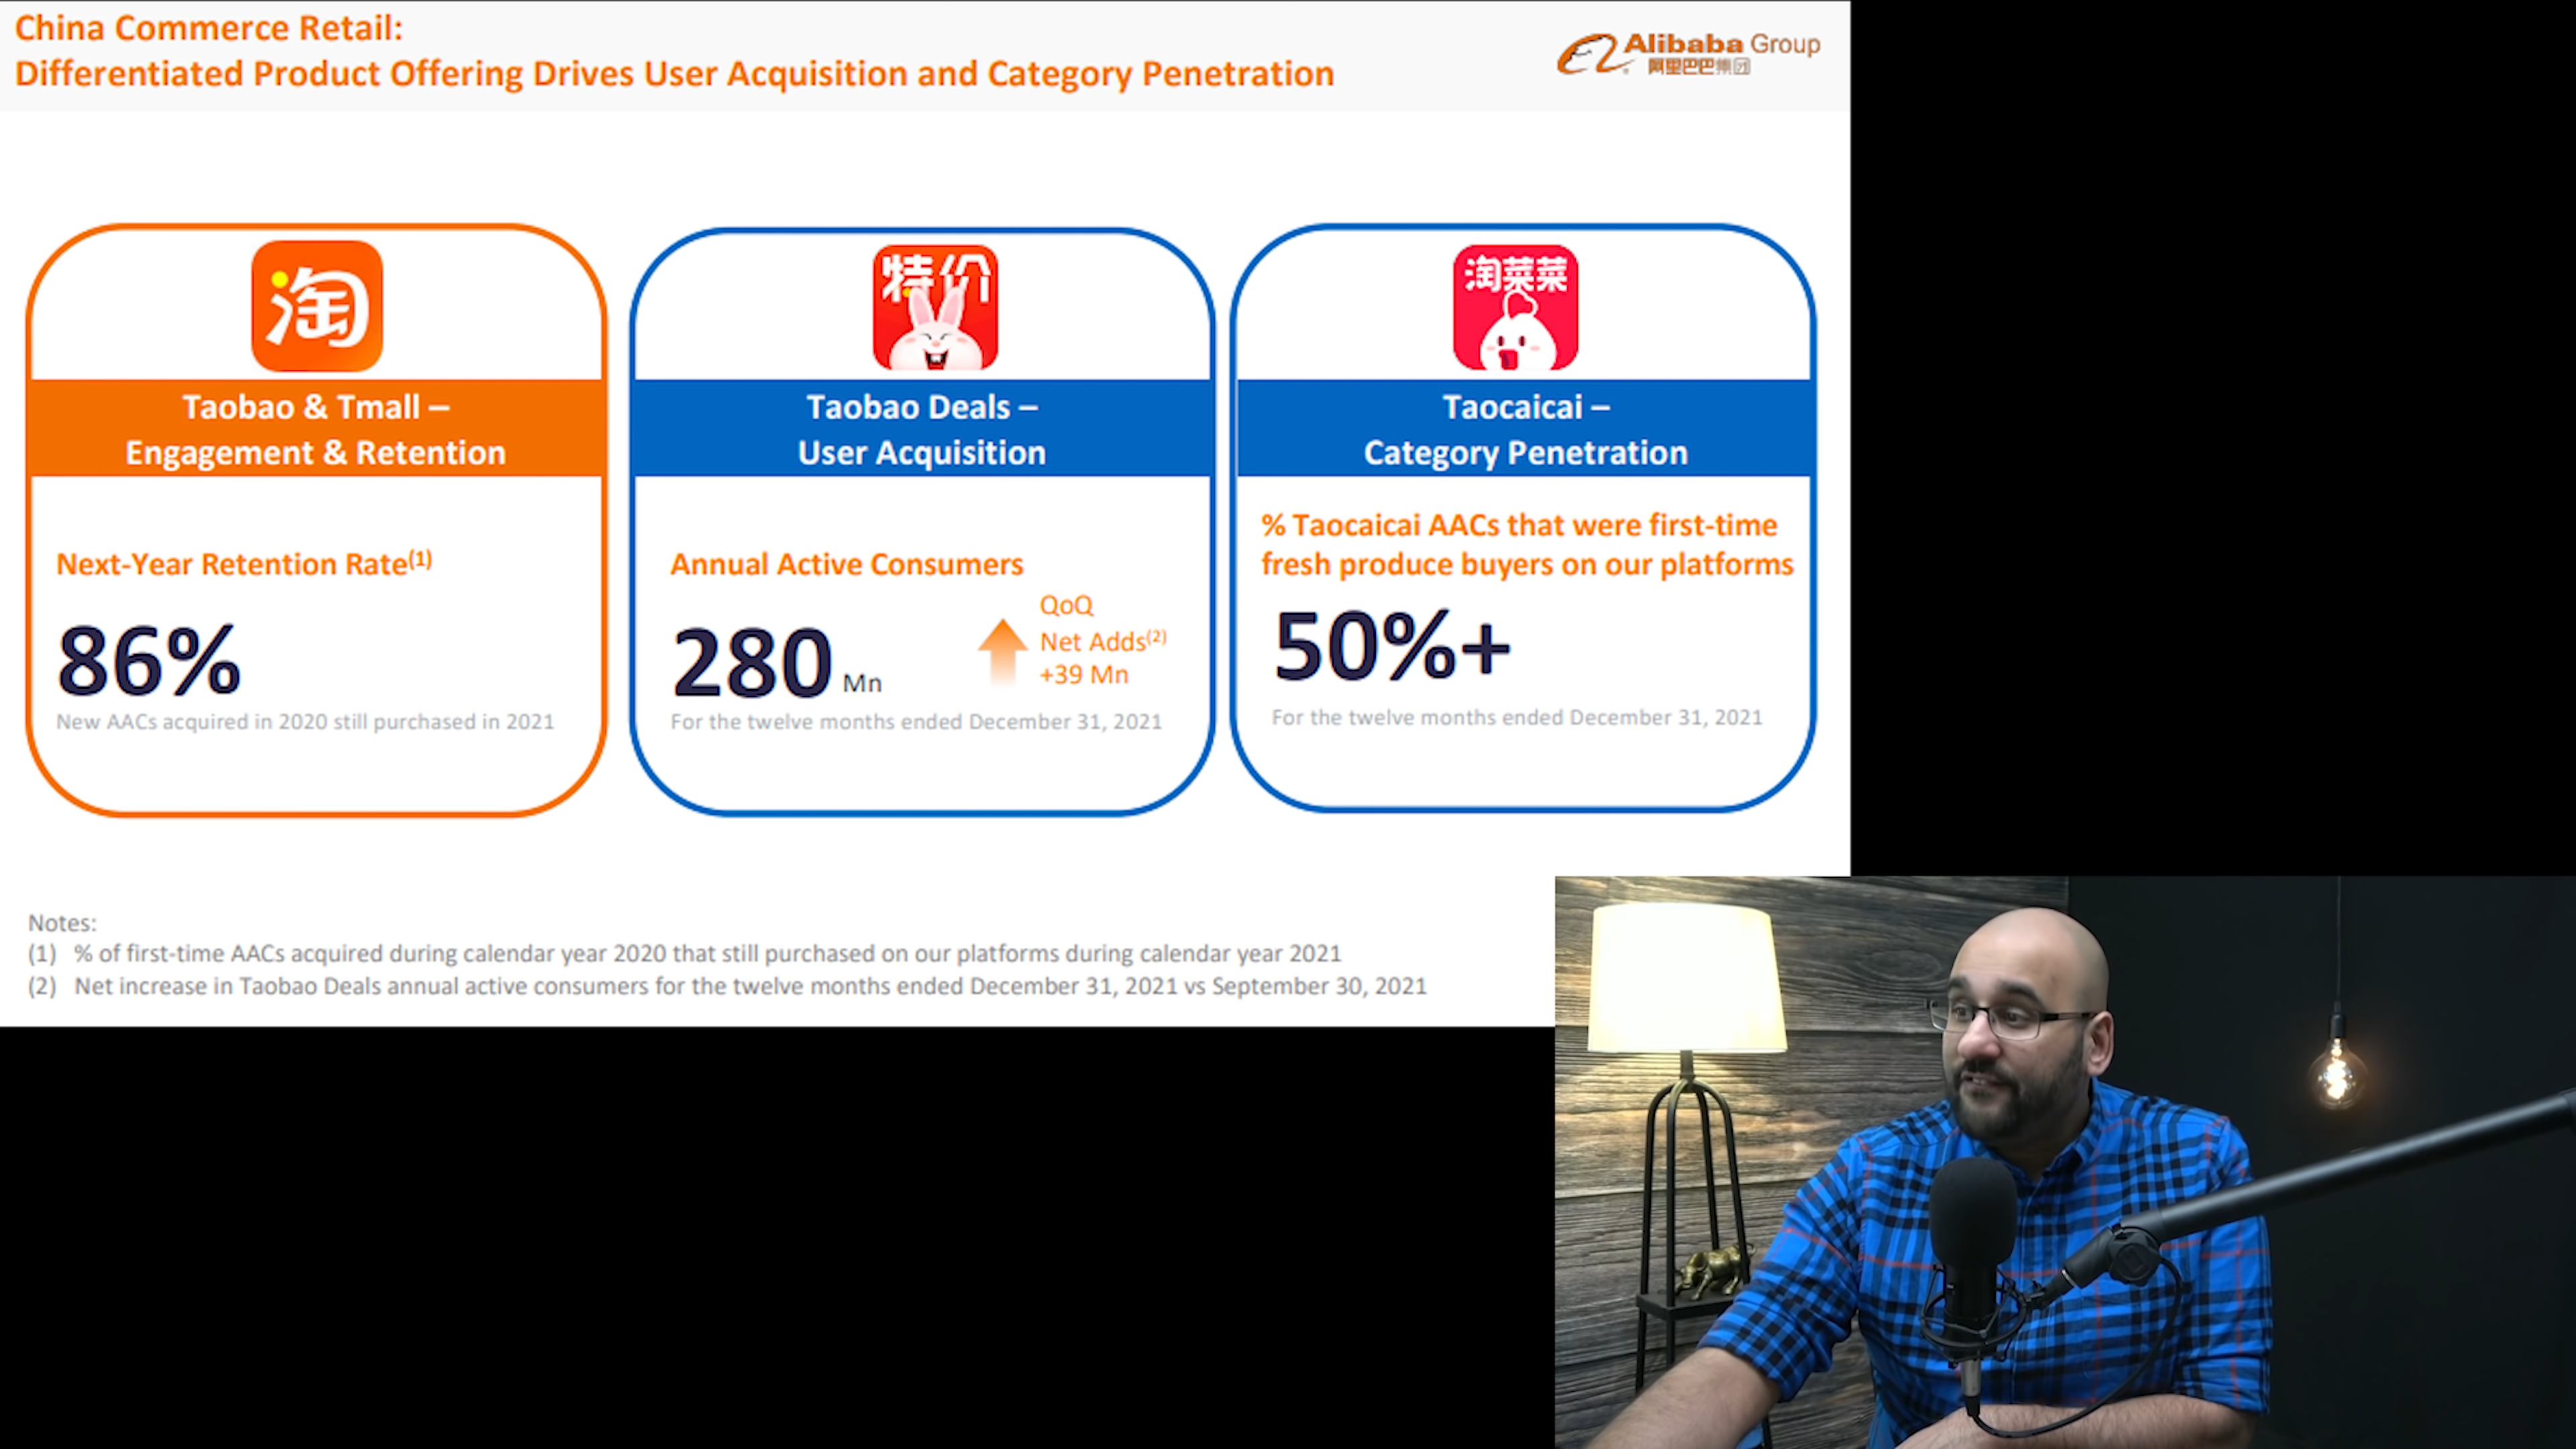 China Commerce Retail:
Differentiated Product Offering Drives User Acquisition and Category Penetration
Alibaba Group
阿里巴巴集团
淘
Taobao & Tmall –
Engagement & Retention
Next-Year Retention Rate(1)
86%
New AACs acquired in 2020 still purchased in 2021
特价
Taobao Deals –
User Acquisition
Annual Active Consumers
280 Mn
QoQ
Net Adds(2)
+39 Mn
For the twelve months ended December 31, 2021
淘菜菜
Taocaicai –
Category Penetration
% Taocaicai AACs that were first-time
fresh produce buyers on our platforms
50%+
For the twelve months ended December 31, 2021
Notes:
(1) % of first-time AACs acquired during calendar year 2020 that still purchased on our platforms during calendar year 2021
(2) Net increase in Taobao Deals annual active consumers for the twelve months ended December 31, 2021 vs September 30, 2021